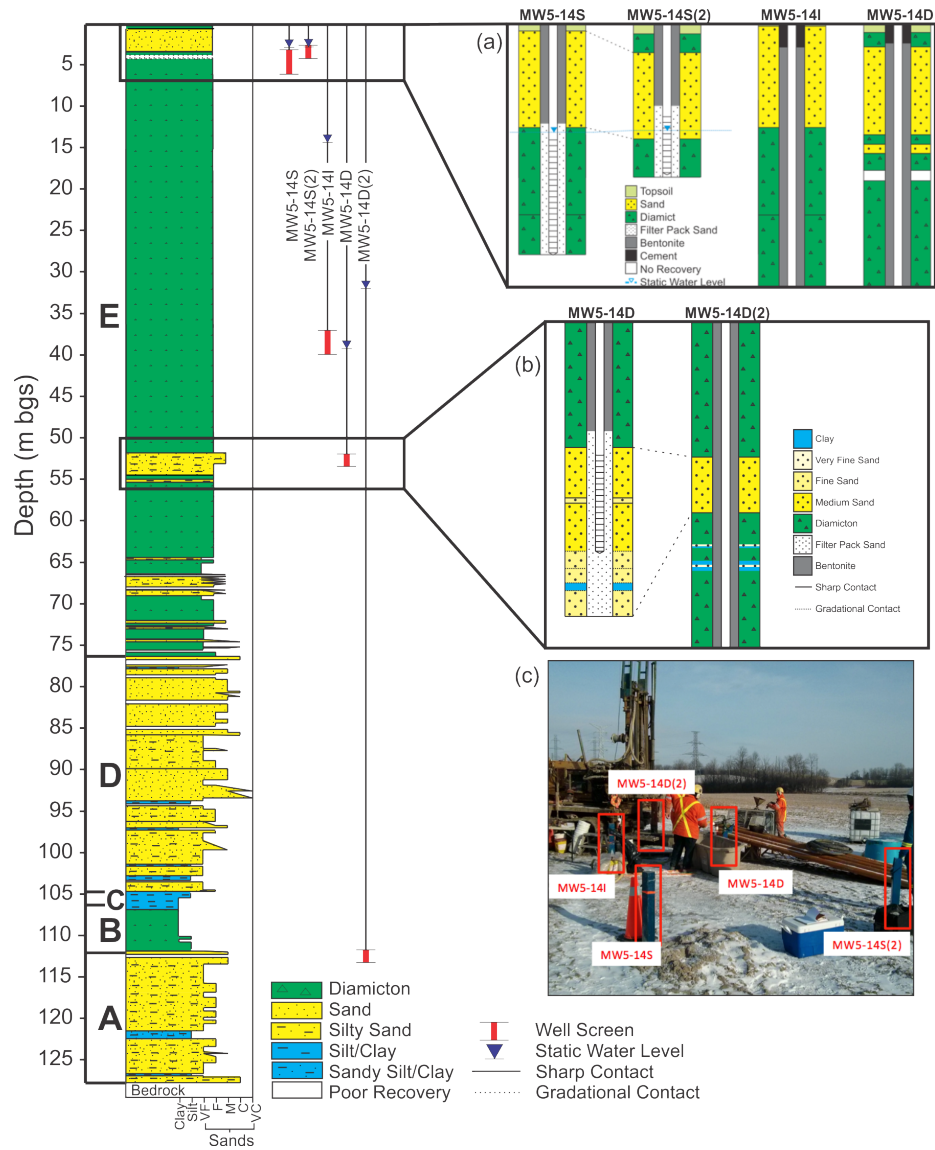 Depth (m bgs)
5
10
15
20
25
30
35
40
45
50
55
60
65
70
75
80
85
90
95
100
105
110
115
120
125
E
D
C
B
A
Bedrock
Clay
Silt
VF
F
M
C
VC
Sands
MW5-14S
MW5-14S(2)
MW5-14I
MW5-14D
MW5-14D(2)
(a)
MW5-14S
MW5-14S(2)
MW5-14I
MW5-14D
Topsoil
Sand
Diamict
Filter Pack Sand
Bentonite
Cement
No Recovery
Static Water Level
(b)
MW5-14D
MW5-14D(2)
Clay
Very Fine Sand
Fine Sand
Medium Sand
Diamicton
Filter Pack Sand
Bentonite
Sharp Contact
Gradational Contact
(c)
MW5-14D(2)
MW5-14I
MW5-14D
MW5-14S
MW5-14S(2)
Diamicton
Sand
Silty Sand
Silt/Clay
Sandy Silt/Clay
Poor Recovery
Well Screen
Static Water Level
Sharp Contact
Gradational Contact